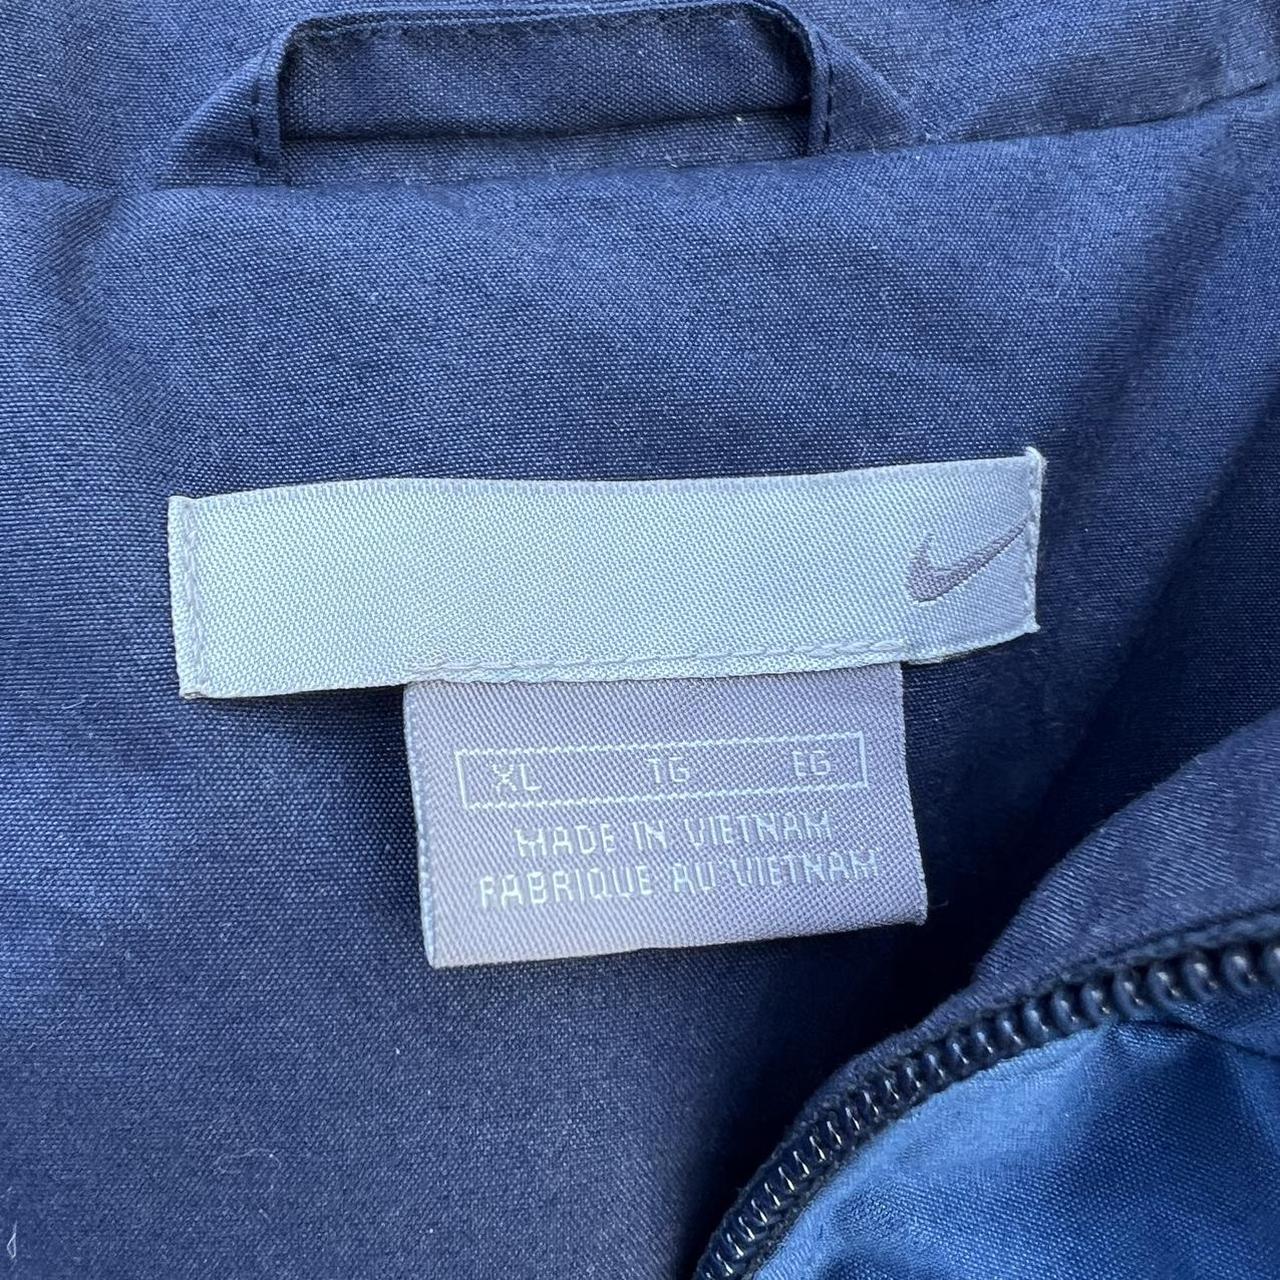 XL TG EG
MADE IN VIETNAM
FABRIQUE AU VIETNAM